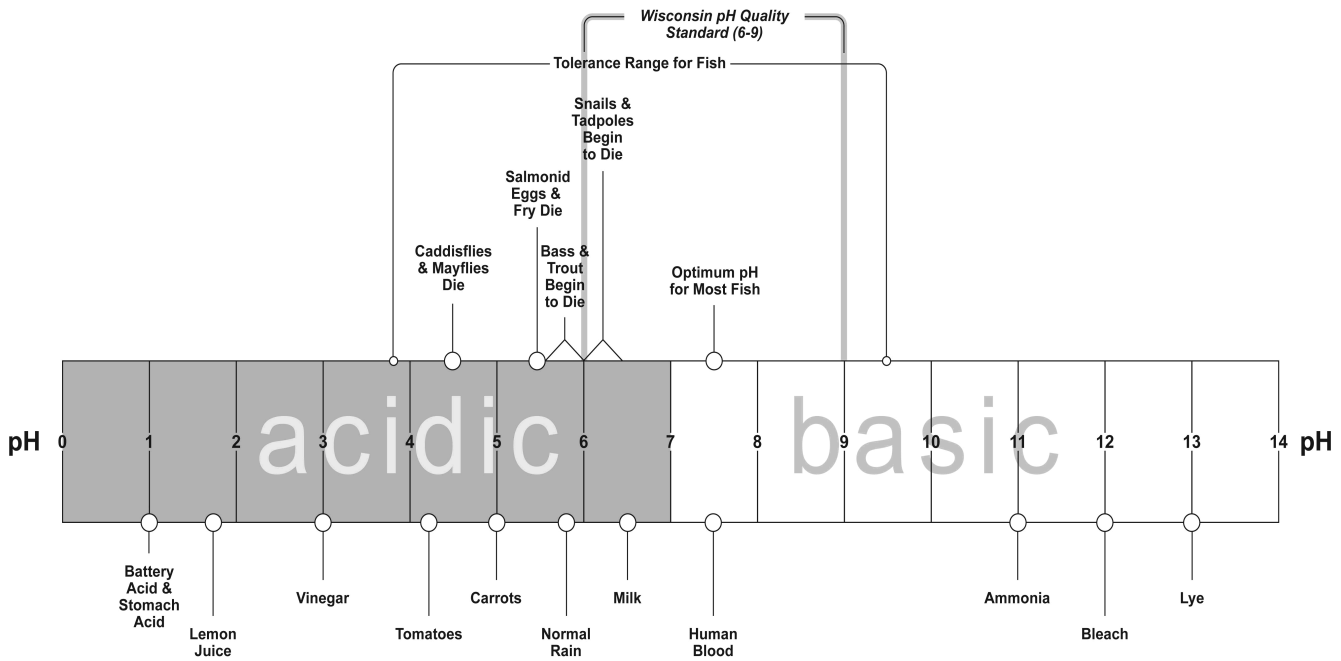 Wisconsin pH Quality
Standard (6-9)
Tolerance Range for Fish
Snails &
Tadpoles
Begin
to Die
Salmonid
Eggs &
Fry Die
Caddisflies
& Mayflies
Die
Bass &
Trout
Begin
to Die
Optimum pH
for Most Fish
acidic
basic
pH 0 1 2 3 4 5 6 7 8 9 10 11 12 13 14 pH
Battery
Acid &
Stomach
Acid
Lemon
Juice
Vinegar
Tomatoes
Carrots
Normal
Rain
Milk
Human
Blood
Ammonia
Bleach
Lye